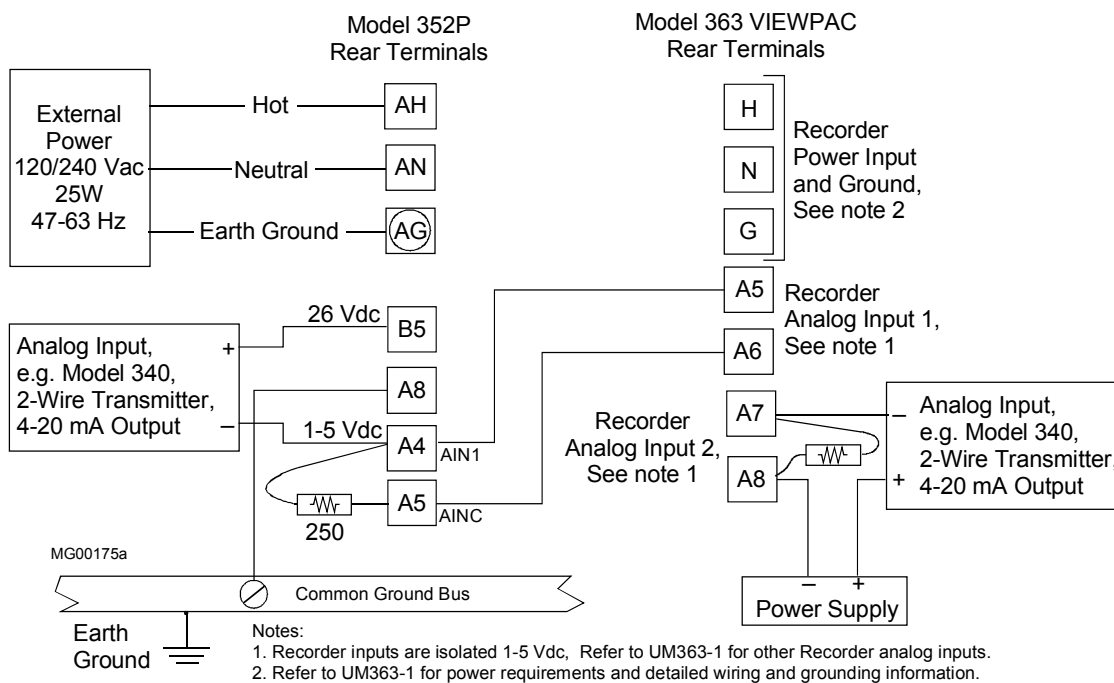 Model 352P
Rear Terminals
Model 363 VIEWPAC
Rear Terminals
External
Power
120/240 Vac
25W
47-63 Hz
Hot
AH
Neutral
AN
Earth Ground
AG
H
N
G
Recorder
Power Input
and Ground,
See note 2
A5
Recorder
Analog Input 1,
See note 1
A6
Analog Input,
e.g. Model 340,
2-Wire Transmitter,
4-20 mA Output
+
–
26 Vdc
B5
A8
1-5 Vdc
A4
AIN1
A5
AINC
250
Recorder
Analog Input 2,
See note 1
A7
A8
–
+
Analog Input,
e.g. Model 340,
2-Wire Transmitter,
4-20 mA Output
– +
Power Supply
MG00175a
Common Ground Bus
Earth
Ground
Notes:
1. Recorder inputs are isolated 1-5 Vdc, Refer to UM363-1 for other Recorder analog inputs.
2. Refer to UM363-1 for power requirements and detailed wiring and grounding information.